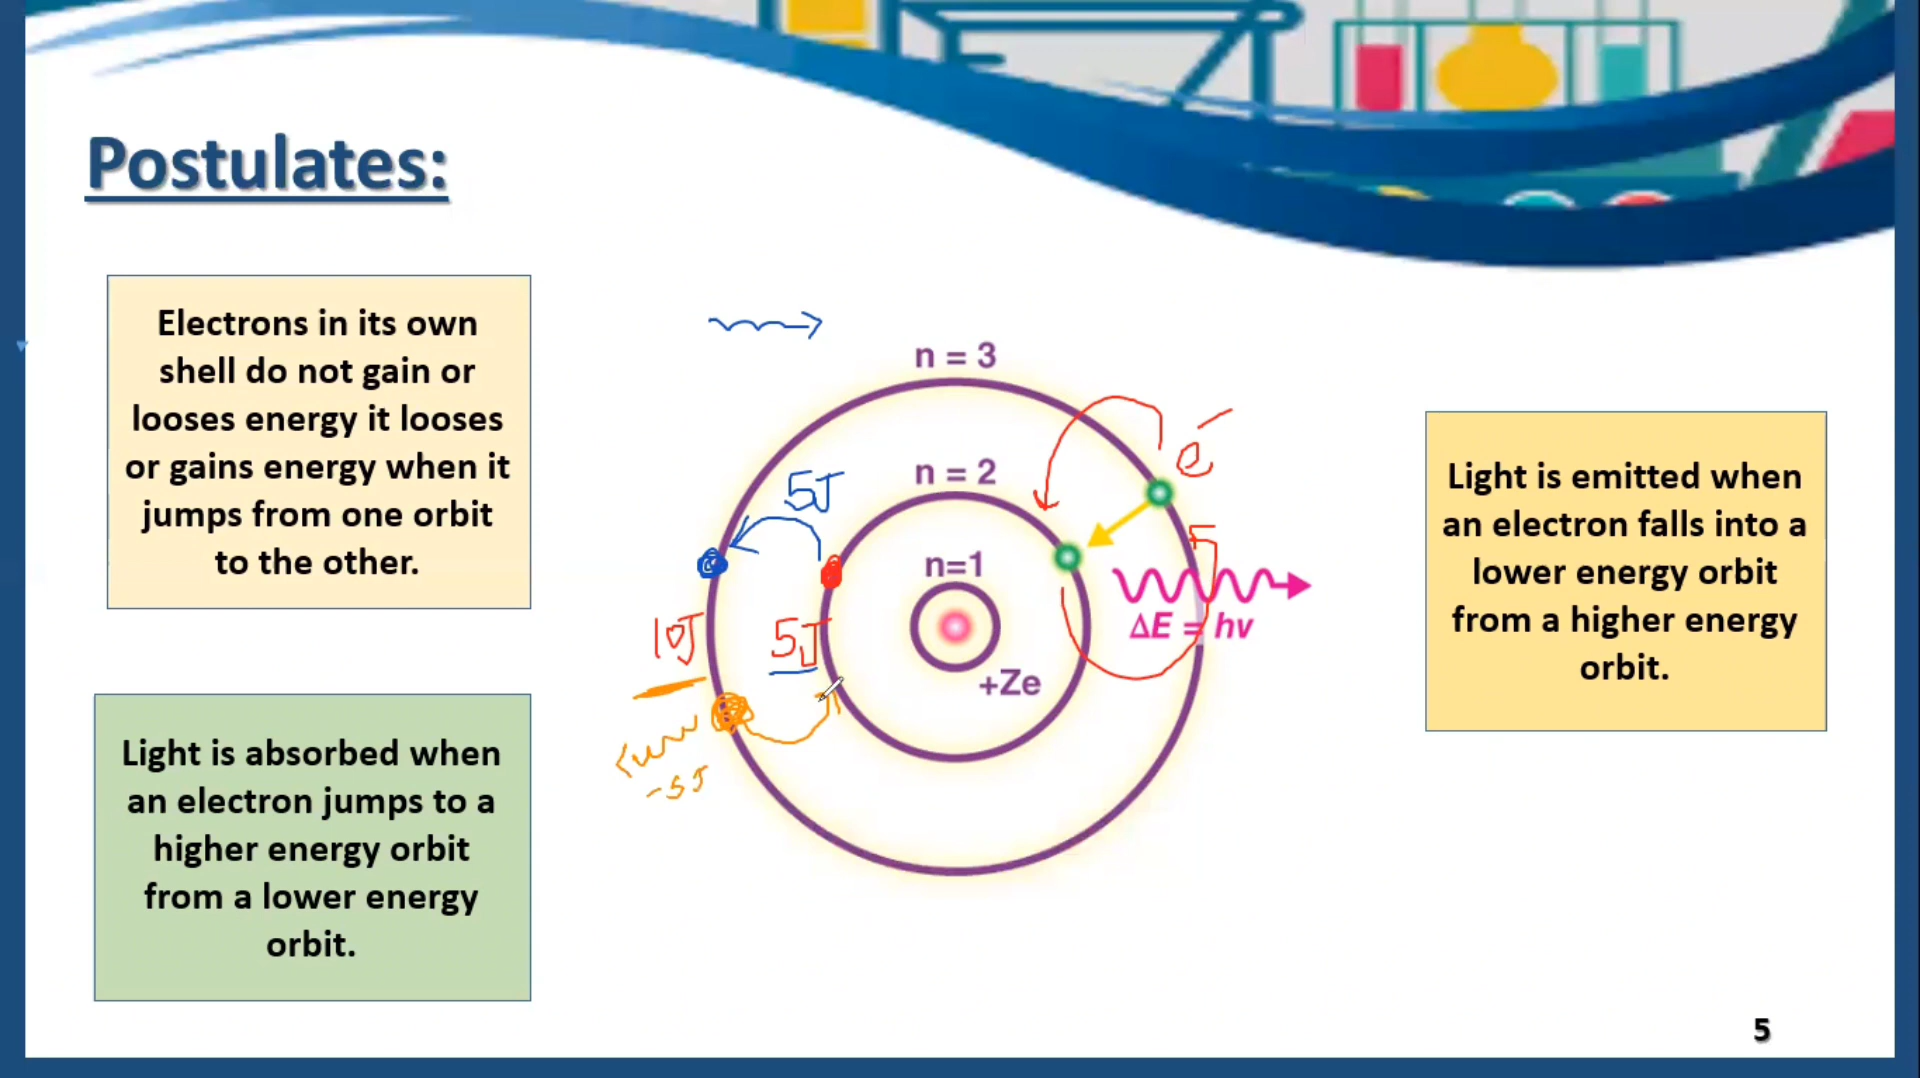 Postulates:
Electrons in its own
shell do not gain or
looses energy it looses
or gains energy when it
jumps from one orbit
to the other.
Light is absorbed when
an electron jumps to a
higher energy orbit
from a lower energy
orbit.
n = 3
n = 2
n=1
+Ze
ΔE = hv
e-
5J
10J
5J
-5J
Light is emitted when
an electron falls into a
lower energy orbit
from a higher energy
orbit.
5